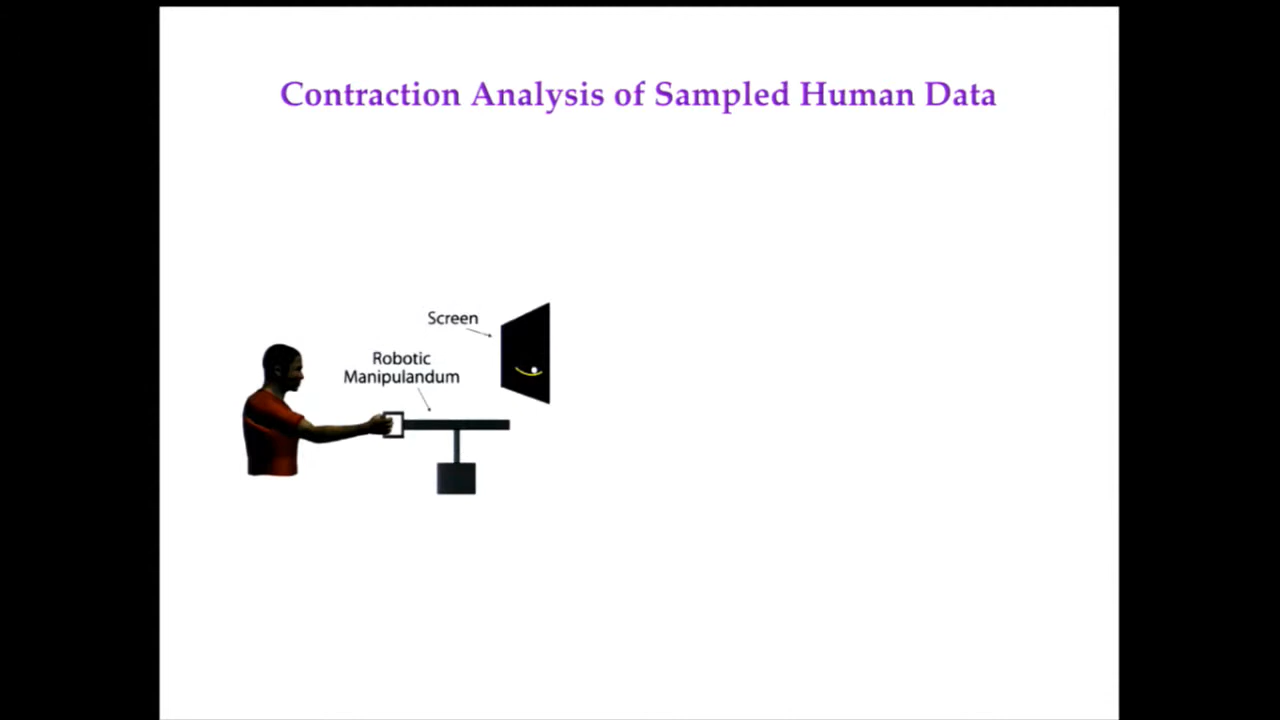 Contraction Analysis of Sampled Human Data
Screen
Robotic
Manipulandum